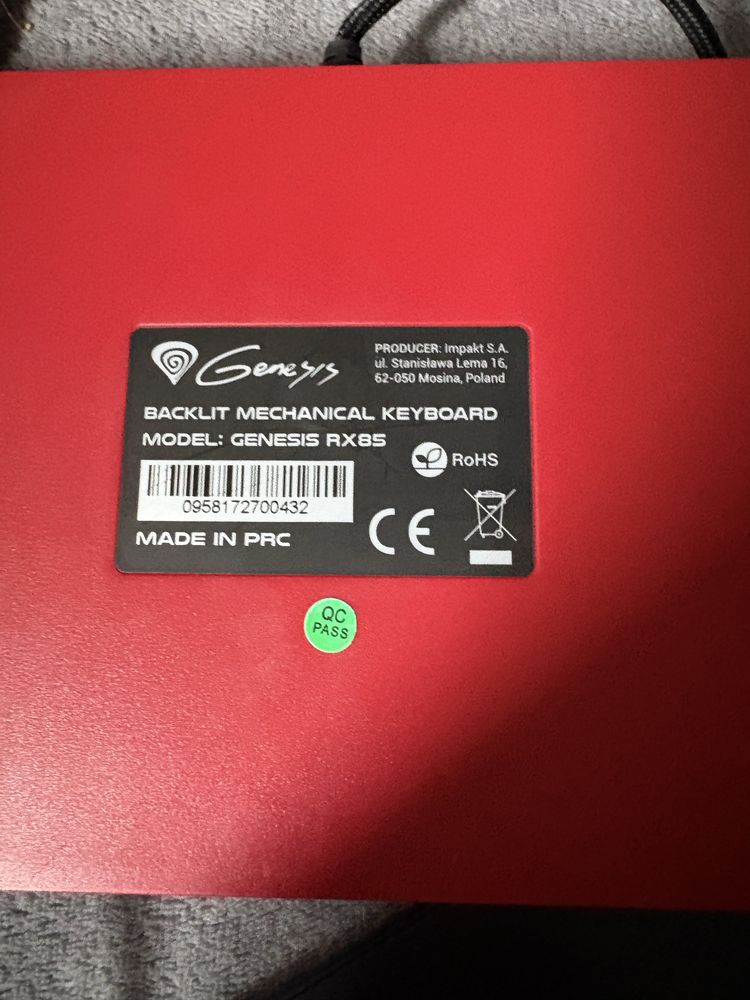 Genesis
PRODUCER: Impakt S.A.
ul. Stanisława Lema 16,
62-050 Mosina, Poland
BACKLIT MECHANICAL KEYBOARD
MODEL: GENESIS RX85
RoHS
0958172700432
MADE IN PRC
CE
QC
PASS